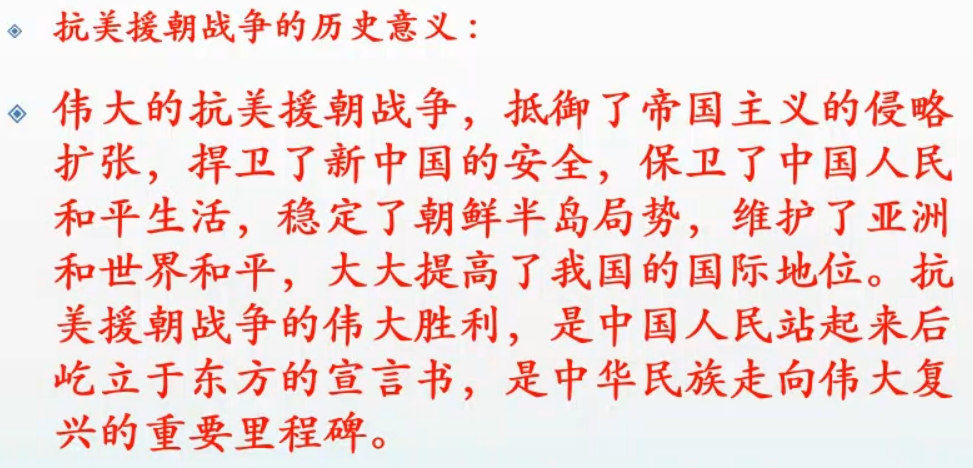 抗美援朝战争的历史意义：
伟大的抗美援朝战争，抵御了帝国主义的侵略
扩张，捍卫了新中国的安全，保卫了中国人民
和平生活，稳定了朝鲜半岛局势，维护了亚洲
和世界和平，大大提高了我国的国际地位。抗
美援朝战争的伟大胜利，是中国人民站起来后
屹立于东方的宣言书，是中华民族走向伟大复
兴的重要里程碑。